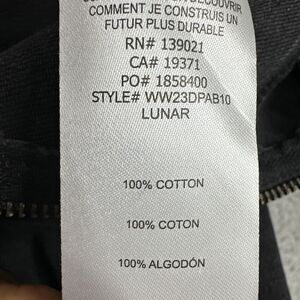 DÉCOUVRIR
COMMENT JE CONSTRUIS UN
FUTUR PLUS DURABLE
RN# 139021
CA# 19371
PO# 1858400
STYLE# WW23DPAB10
LUNAR
100% COTTON
100% COTON
100% ALGODÓN